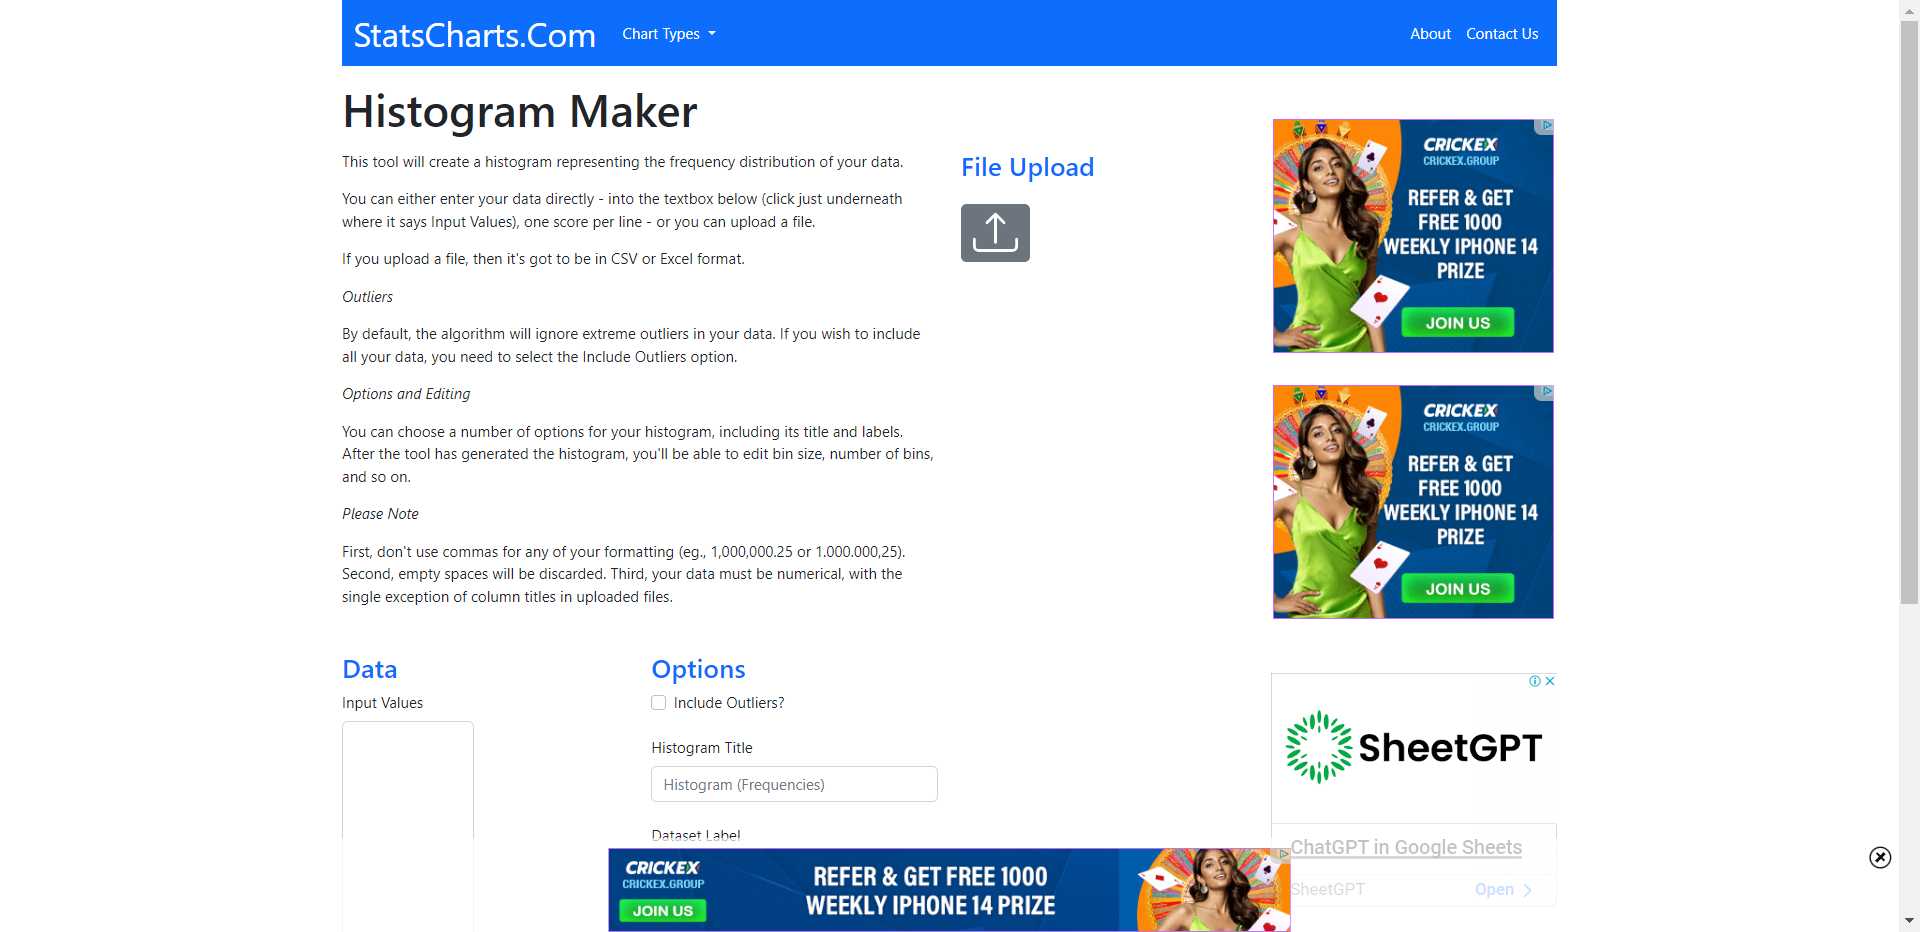 StatsCharts.Com
Chart Types
About
Contact Us
Histogram Maker
This tool will create a histogram representing the frequency distribution of your data.
You can either enter your data directly - into the textbox below (click just underneath
where it says Input Values), one score per line - or you can upload a file.
If you upload a file, then it's got to be in CSV or Excel format.
Outliers
By default, the algorithm will ignore extreme outliers in your data. If you wish to include
all your data, you need to select the Include Outliers option.
Options and Editing
You can choose a number of options for your histogram, including its title and labels.
After the tool has generated the histogram, you'll be able to edit bin size, number of bins,
and so on.
Please Note
First, don't use commas for any of your formatting (eg., 1,000,000.25 or 1.000.000,25).
Second, empty spaces will be discarded. Third, your data must be numerical, with the
single exception of column titles in uploaded files.
File Upload
CRICKEX
CRICKEX.GROUP
REFER & GET
FREE 1000
WEEKLY IPHONE 14
PRIZE
JOIN US
CRICKEX
CRICKEX.GROUP
REFER & GET
FREE 1000
WEEKLY IPHONE 14
PRIZE
JOIN US
Data
Input Values
Options
Include Outliers?
Histogram Title
Histogram (Frequencies)
Dataset Label
SheetGPT
ChatGPT in Google Sheets
SheetGPT
Open
CRICKEX
CRICKEX.GROUP
JOIN US
REFER & GET FREE 1000
WEEKLY IPHONE 14 PRIZE